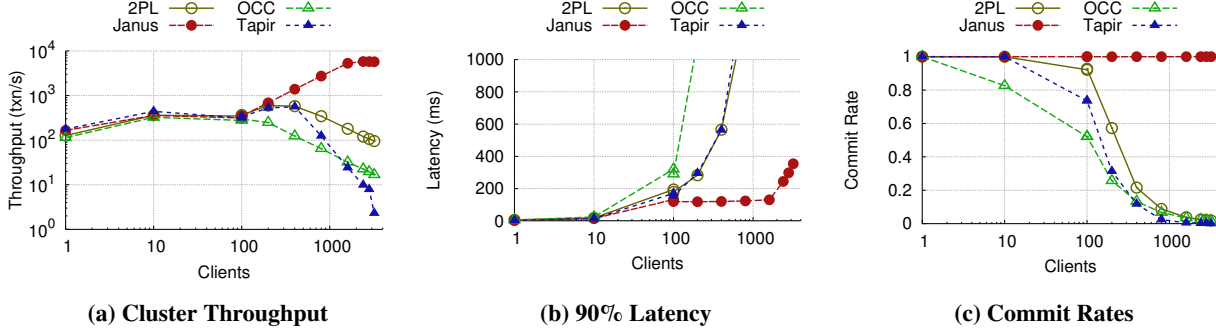 2PL OCC
Janus Tapir
Throughput (txn/s)
10^4
10^3
10^2
10^1
10^0
1 10 100 1000
Clients
(a) Cluster Throughput
2PL OCC
Janus Tapir
Latency (ms)
1000
800
600
400
200
0
1 10 100 1000
Clients
(b) 90% Latency
2PL OCC
Janus Tapir
Commit Rates
1
0.8
0.6
0.4
0.2
0
1 10 100 1000
Clients
(c) Commit Rates